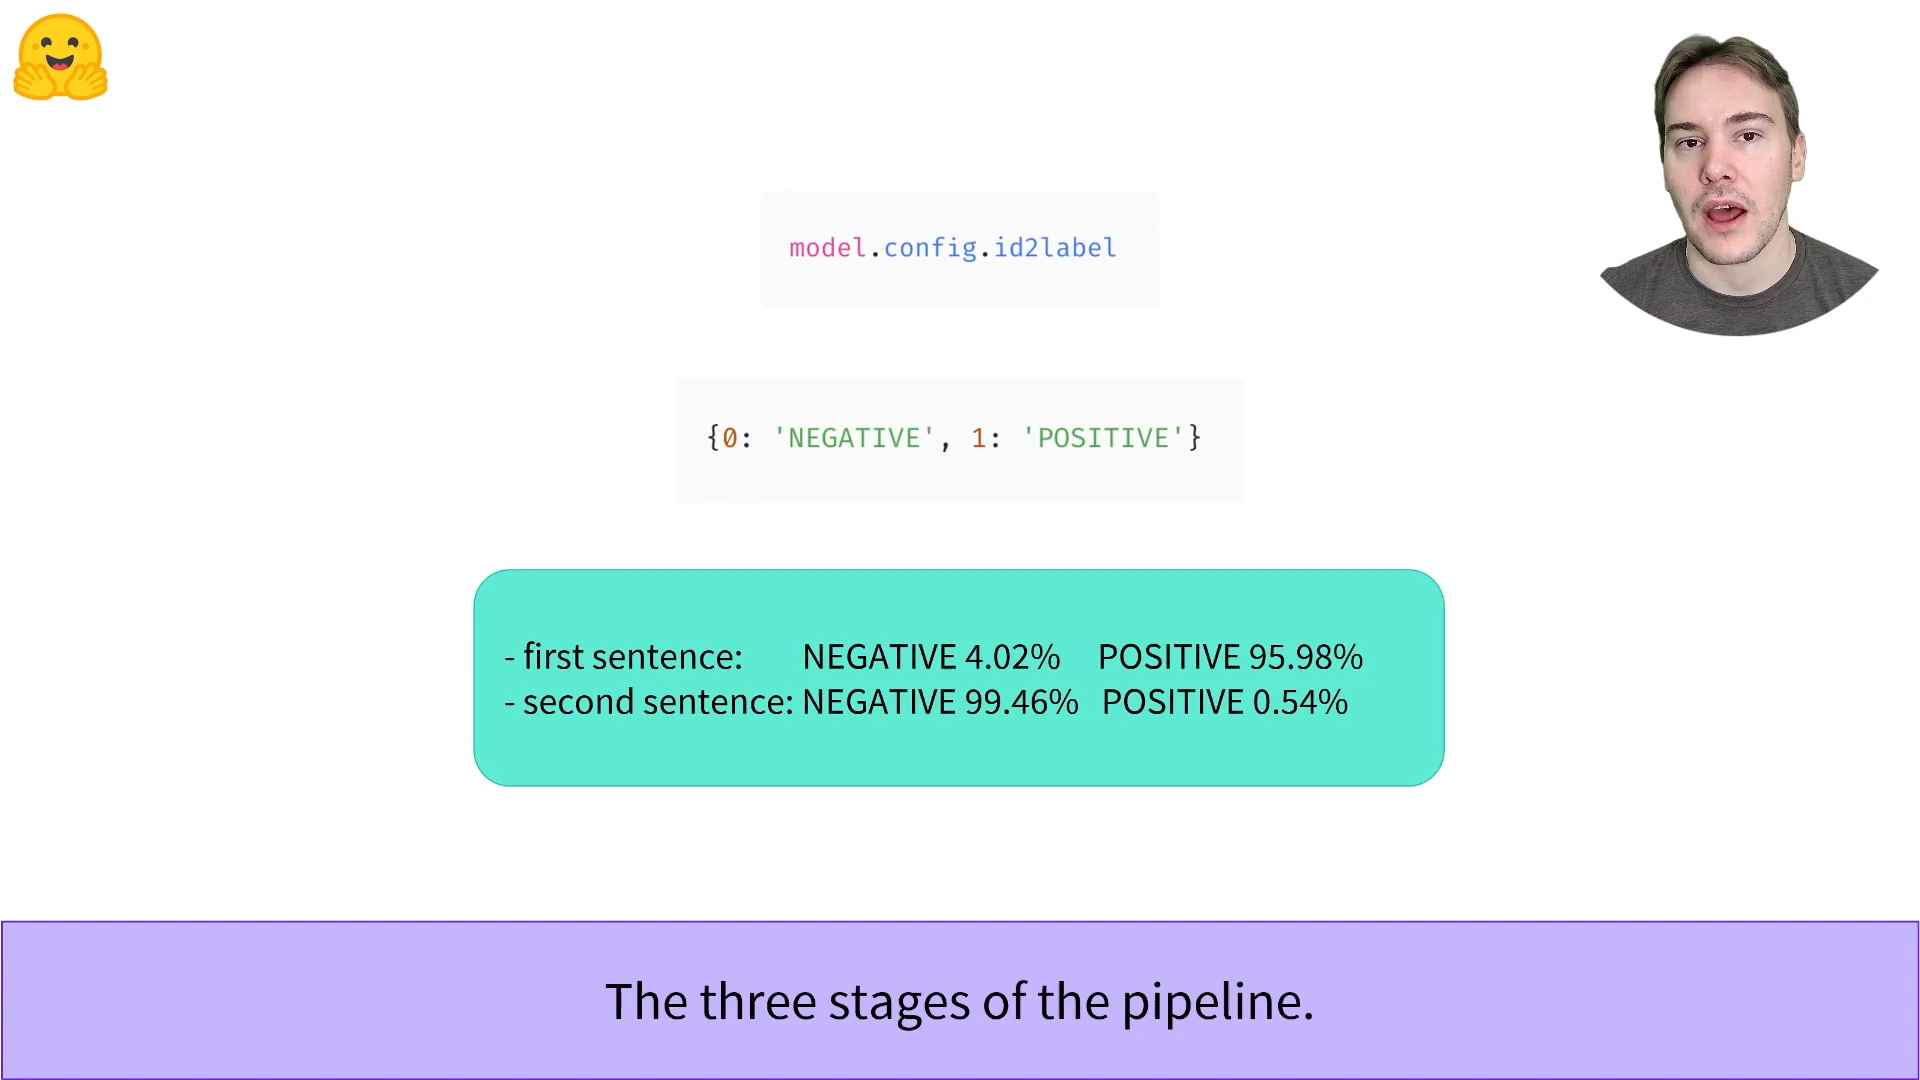 model.config.id2label
{0: 'NEGATIVE', 1: 'POSITIVE'}
- first sentence: NEGATIVE 4.02% POSITIVE 95.98%
- second sentence: NEGATIVE 99.46% POSITIVE 0.54%
The three stages of the pipeline.